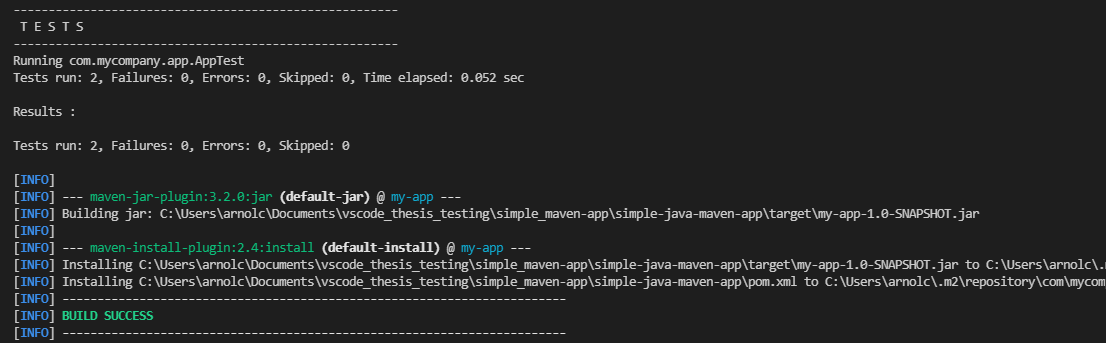 -------------------------------------------------------
T E S T S
-------------------------------------------------------
Running com.mycompany.app.AppTest
Tests run: 2, Failures: 0, Errors: 0, Skipped: 0, Time elapsed: 0.052 sec
Results :
Tests run: 2, Failures: 0, Errors: 0, Skipped: 0
[INFO]
[INFO] --- maven-jar-plugin:3.2.0:jar (default-jar) @ my-app ---
[INFO] Building jar: C:\Users\arnolc\Documents\vscode_thesis_testing\simple_maven-app\simple-java-maven-app\target\my-app-1.0-SNAPSHOT.jar
[INFO]
[INFO] --- maven-install-plugin:2.4:install (default-install) @ my-app ---
[INFO] Installing C:\Users\arnolc\Documents\vscode_thesis_testing\simple_maven-app\simple-java-maven-app\target\my-app-1.0-SNAPSHOT.jar to C:\Users\arnolc\.
[INFO] Installing C:\Users\arnolc\Documents\vscode_thesis_testing\simple_maven-app\simple-java-maven-app\pom.xml to C:\Users\arnolc\.m2\repository\com\mycom
[INFO] ------------------------------------------------------------------------
[INFO] BUILD SUCCESS
[INFO] ------------------------------------------------------------------------